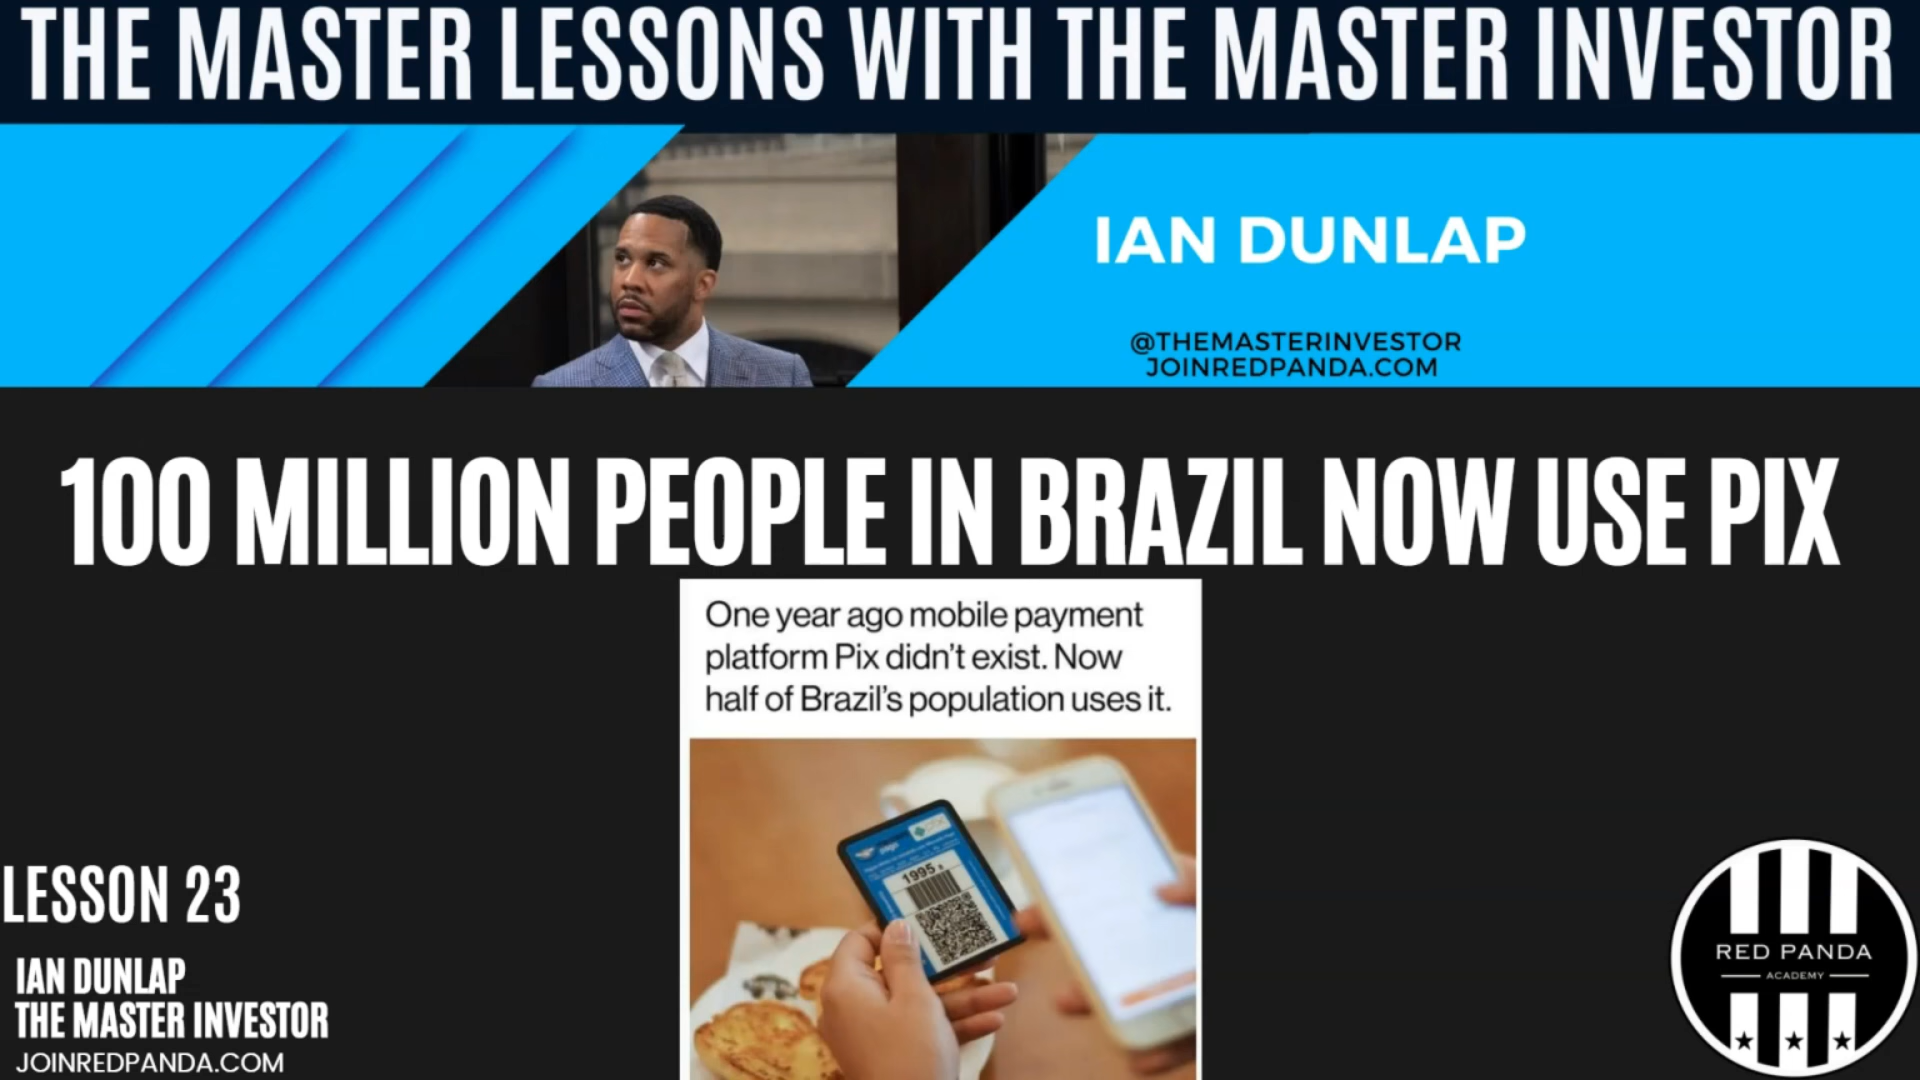 THE MASTER LESSONS WITH THE MASTER INVESTOR
IAN DUNLAP
@THEMASTERINVESTOR
JOINREDPANDA.COM
100 MILLION PEOPLE IN BRAZIL NOW USE PIX
One year ago mobile payment
platform Pix didn't exist. Now
half of Brazil's population uses it.
1995
LESSON 23
IAN DUNLAP
THE MASTER INVESTOR
JOINREDPANDA.COM
RED PANDA
ACADEMY